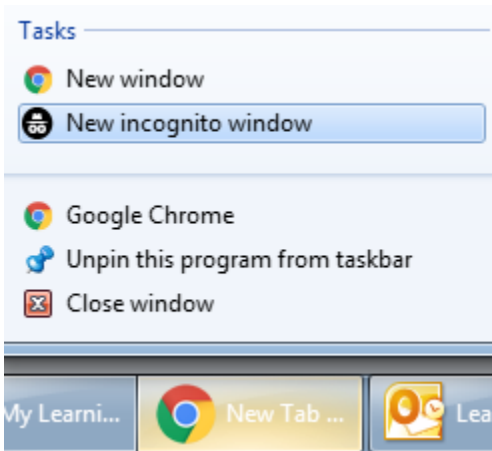 Tasks
New window
New incognito window
Google Chrome
Unpin this program from taskbar
Close window
My Learni... New Tab ... Lea